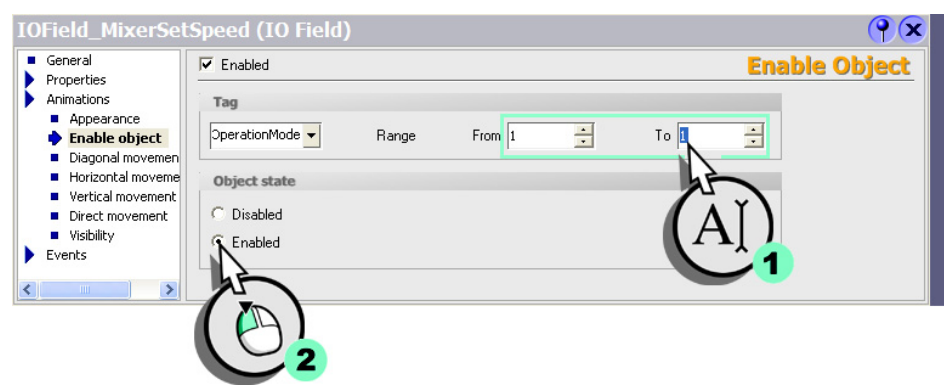 IOField_MixerSetSpeed (IO Field)
General
Properties
Animations
Appearance
Enable object
Diagonal movemen
Horizontal moveme
Vertical movement
Direct movement
Visibility
Events
Enabled
Enable Object
Tag
OperationMode Range From 1 To 1
Object state
Disabled
Enabled
AI
1
2